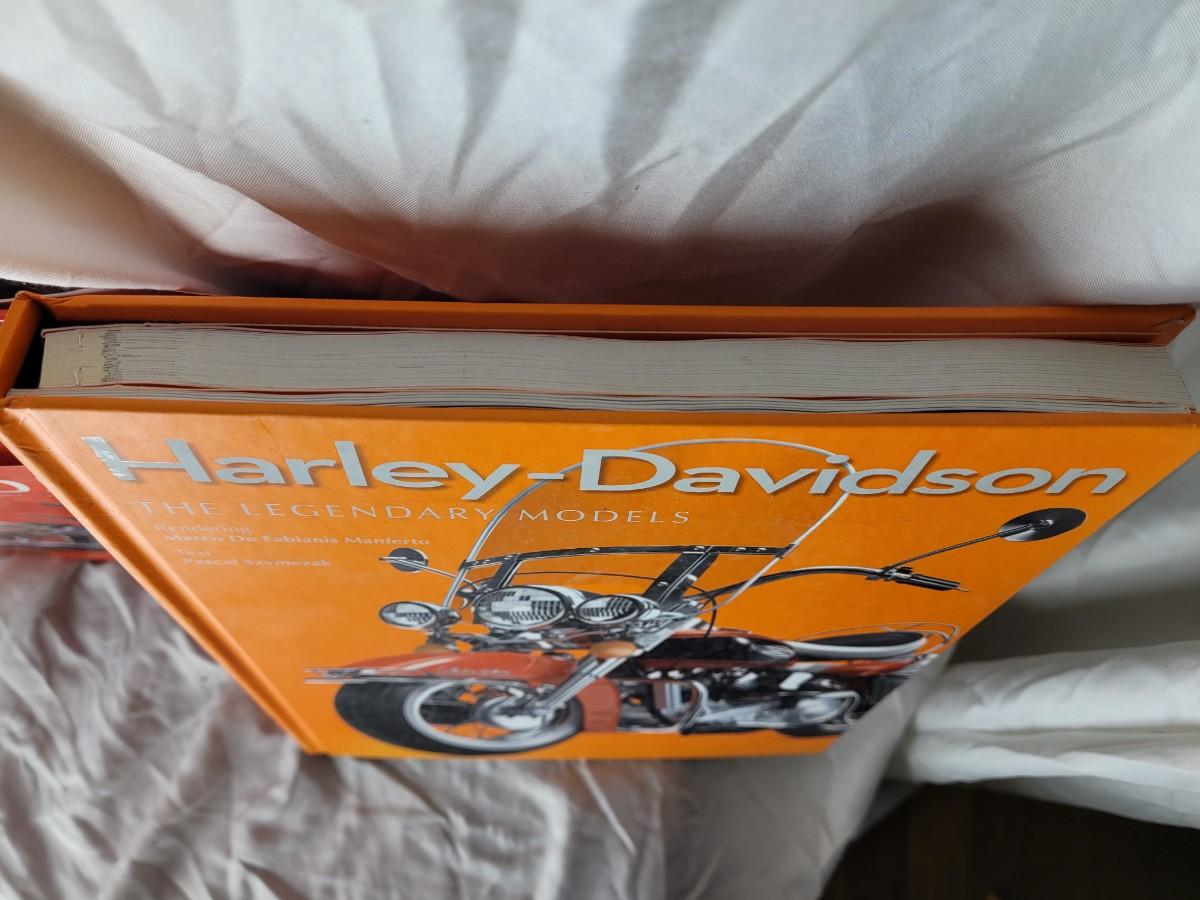 Harley-Davidson
THE LEGENDARY MODELS
Rendering
Marco De Fabianis Manferto
Text
Pascal Szymezak